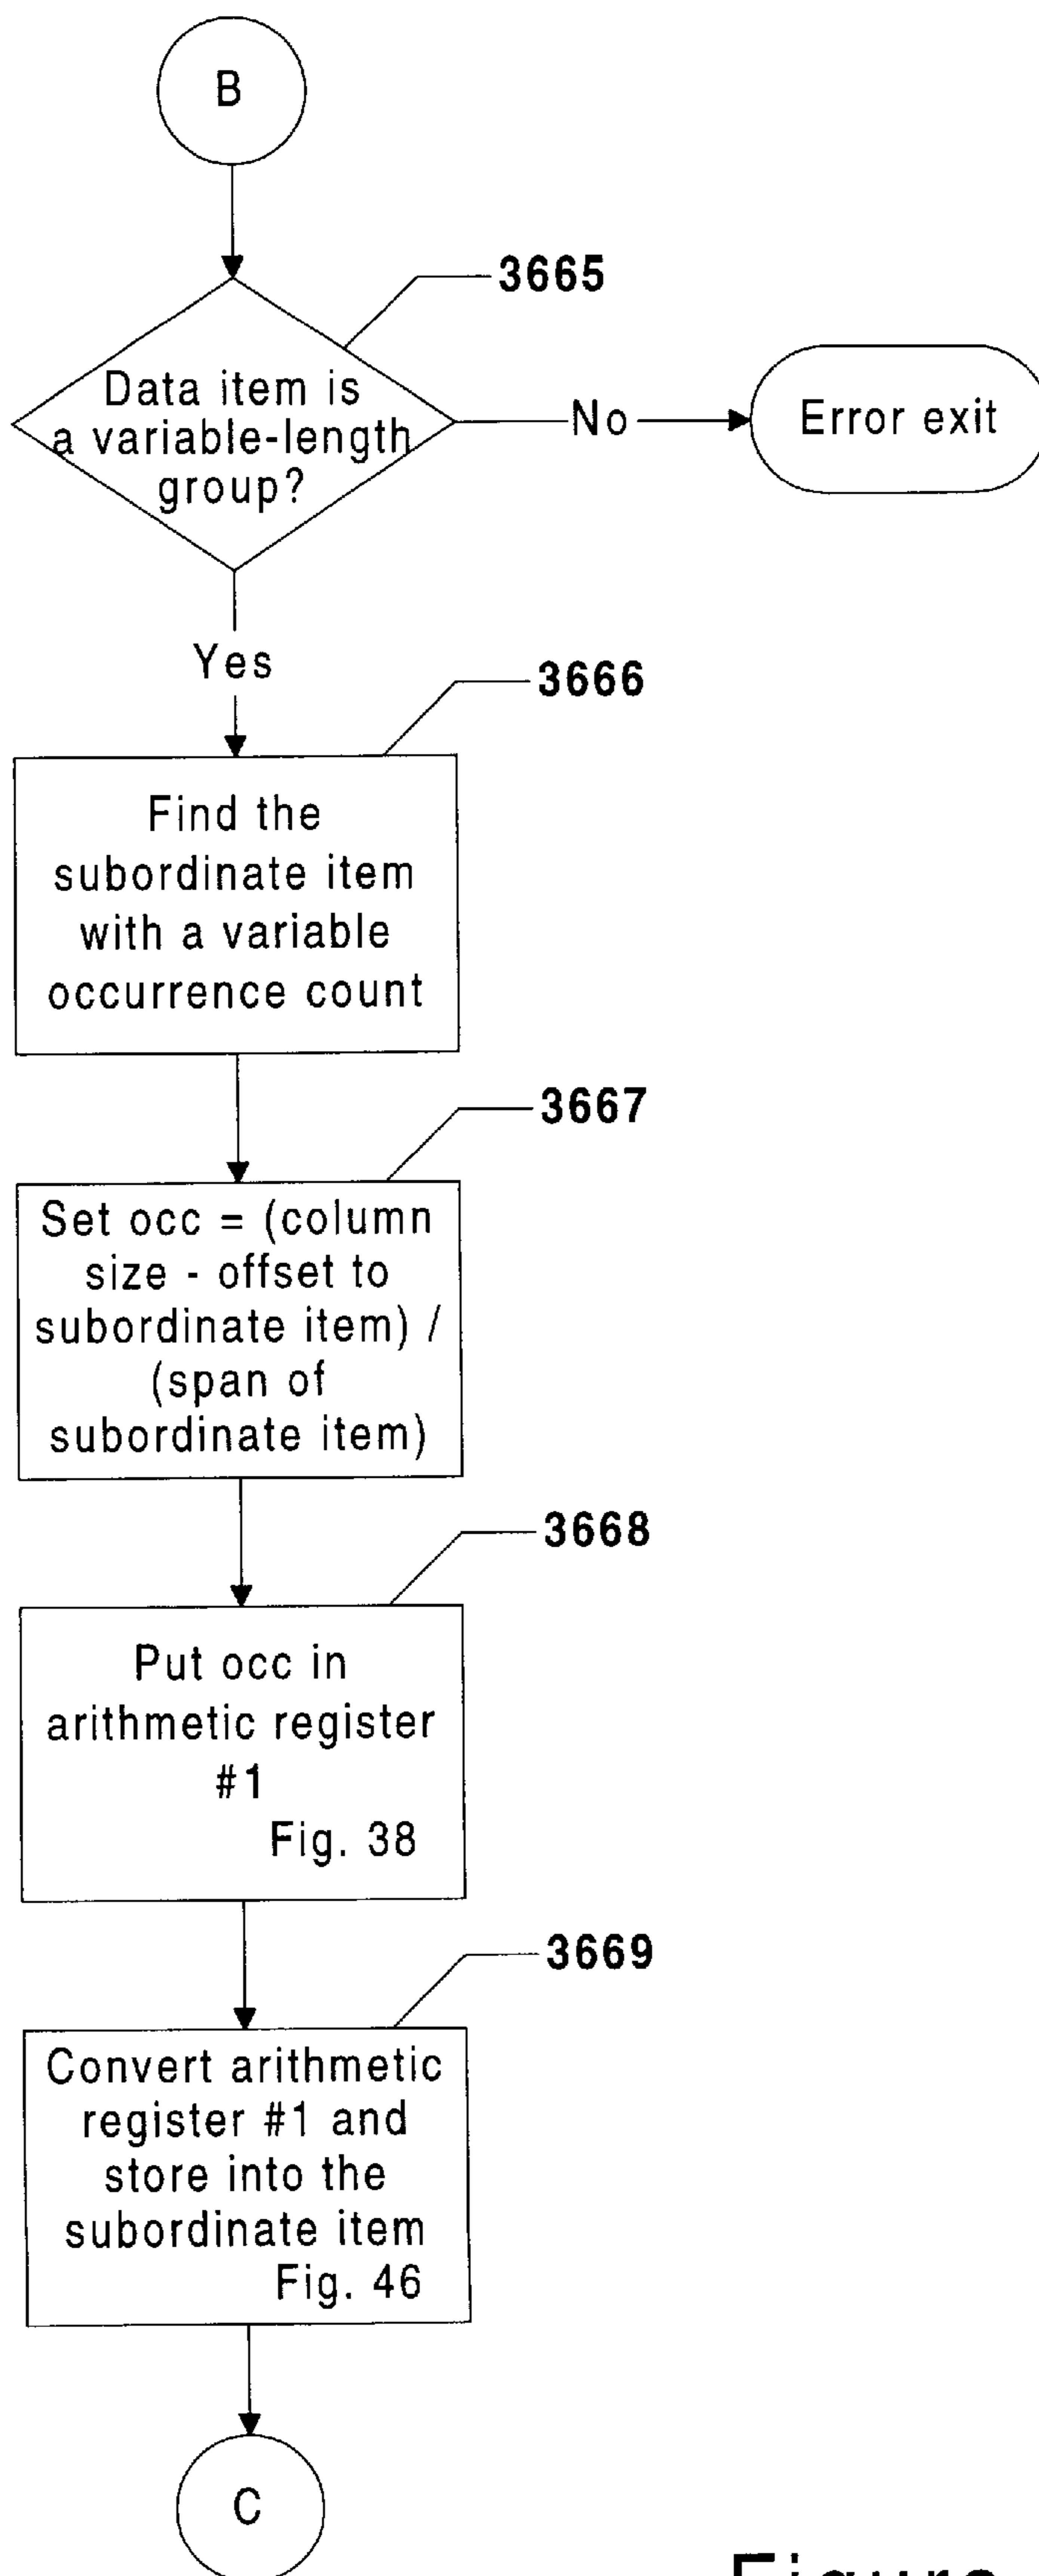 B
3665
Data item is
a variable-length
group?
No
Error exit
Yes
3666
Find the
subordinate item
with a variable
occurrence count
3667
Set occ = (column
size - offset to
subordinate item) /
(span of
subordinate item)
3668
Put occ in
arithmetic register
#1
Fig. 38
3669
Convert arithmetic
register #1 and
store into the
subordinate item
Fig. 46
C
Figure